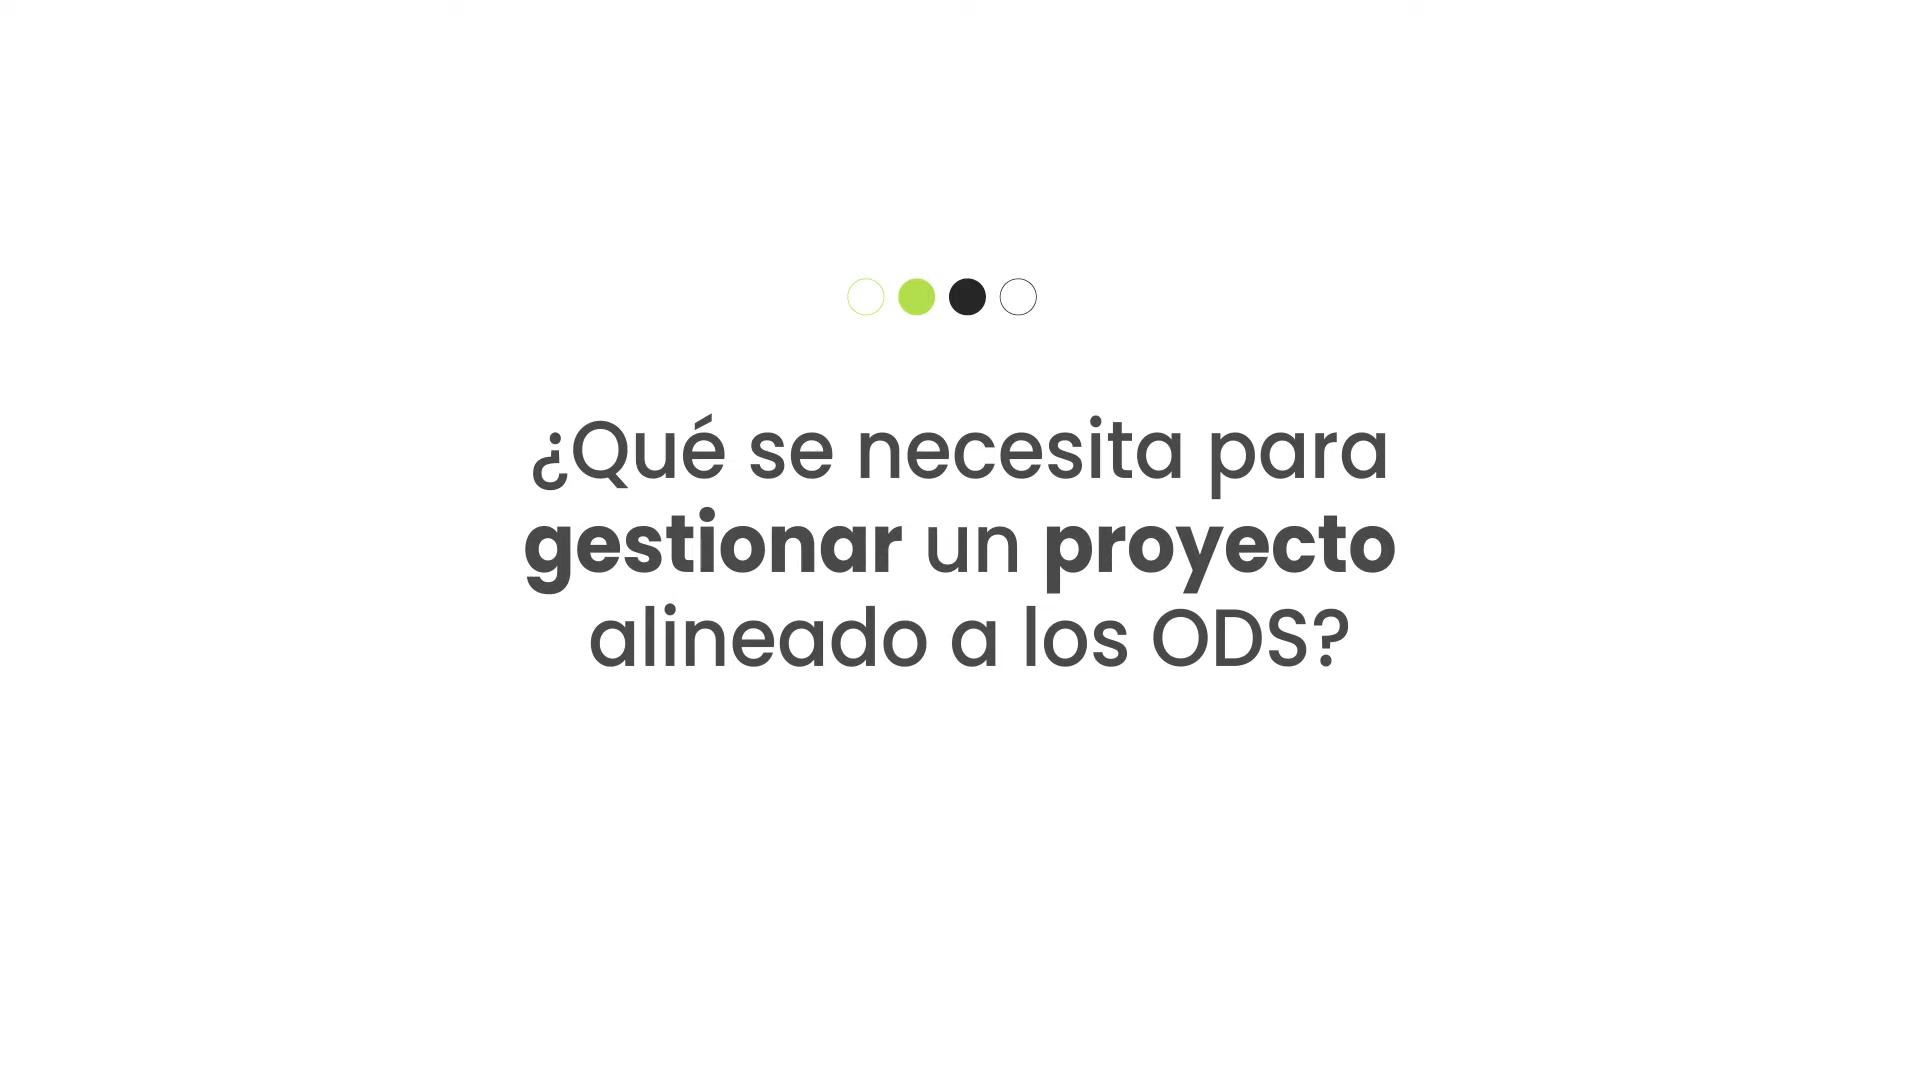 ¿Qué se necesita para
gestionar un proyecto
alineado a los ODS?